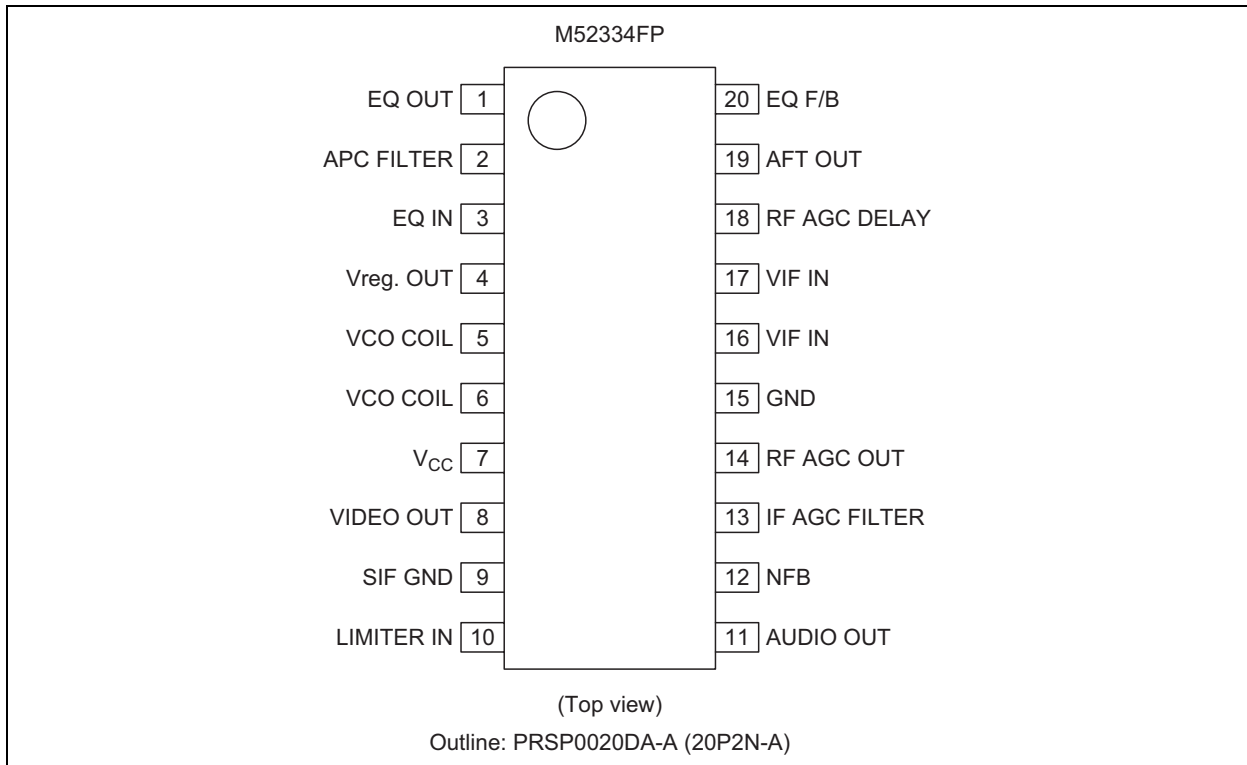 M52334FP
EQ OUT 1
20 EQ F/B
APC FILTER 2
19 AFT OUT
EQ IN 3
18 RF AGC DELAY
Vreg. OUT 4
17 VIF IN
VCO COIL 5
16 VIF IN
VCO COIL 6
15 GND
VCC 7
14 RF AGC OUT
VIDEO OUT 8
13 IF AGC FILTER
SIF GND 9
12 NFB
LIMITER IN 10
11 AUDIO OUT
(Top view)
Outline: PRSP0020DA-A (20P2N-A)